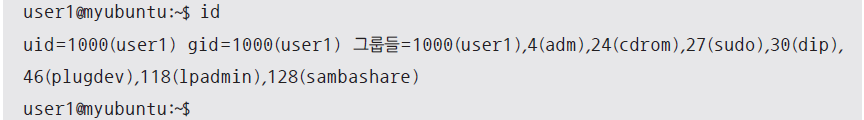 user1@myubuntu:~$ id
uid=1000(user1) gid=1000(user1) 그룹들=1000(user1),4(adm),24(cdrom),27(sudo),30(dip),
46(plugdev),118(lpadmin),128(sambashare)
user1@myubuntu:~$